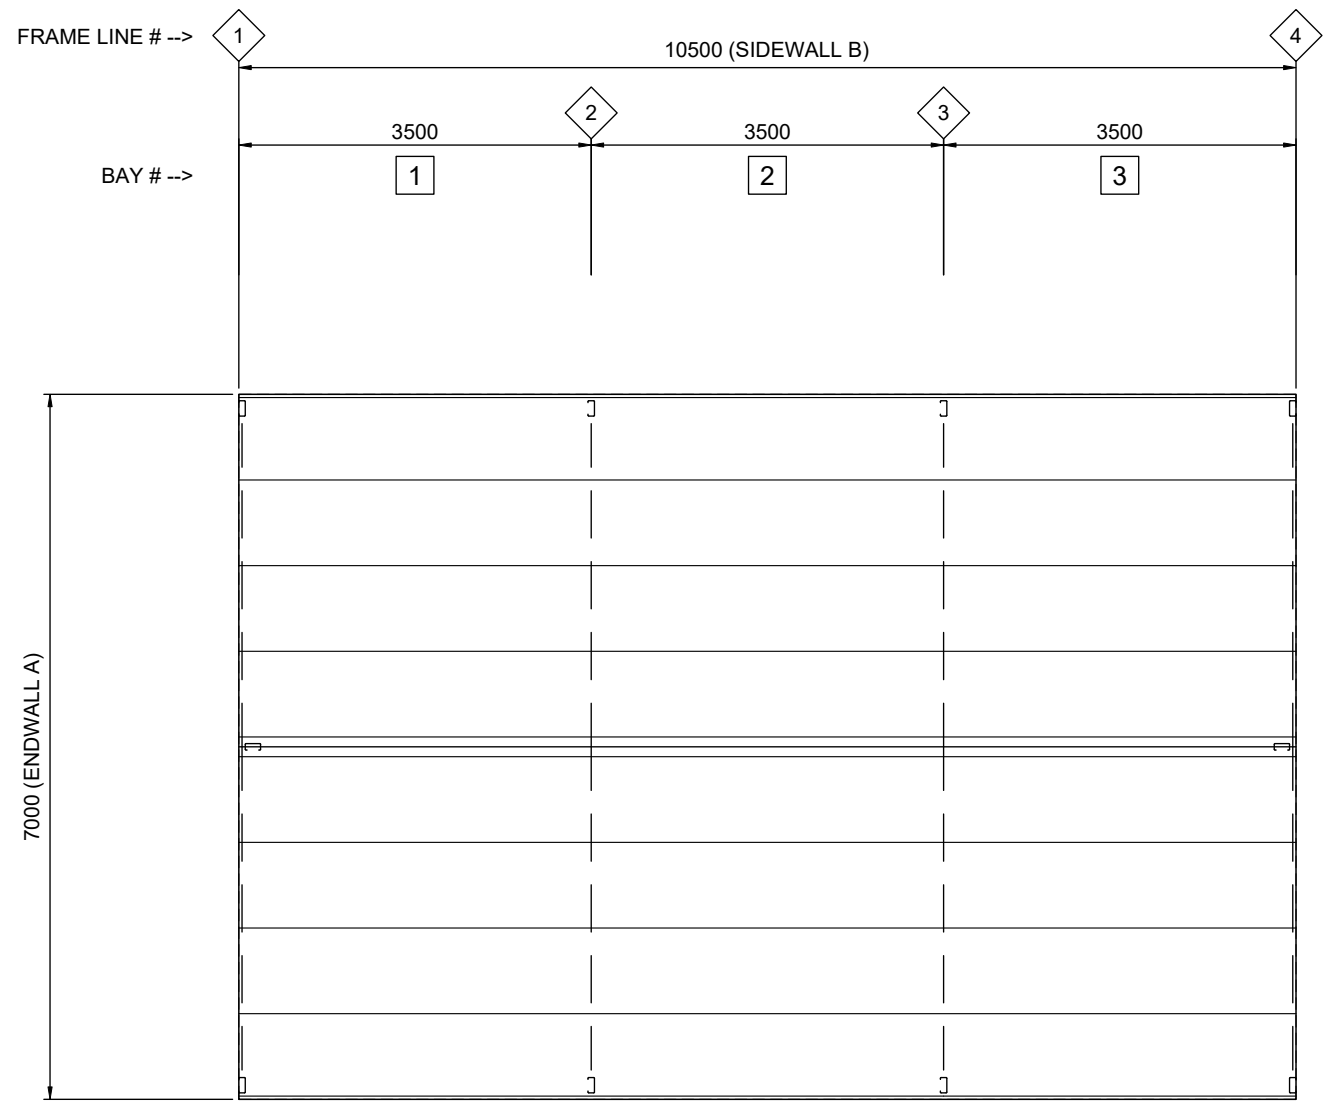 FRAME LINE # -->
1
4
10500 (SIDEWALL B)
2
3
3500
3500
3500
BAY # -->
1
2
3
7000 (ENDWALL A)